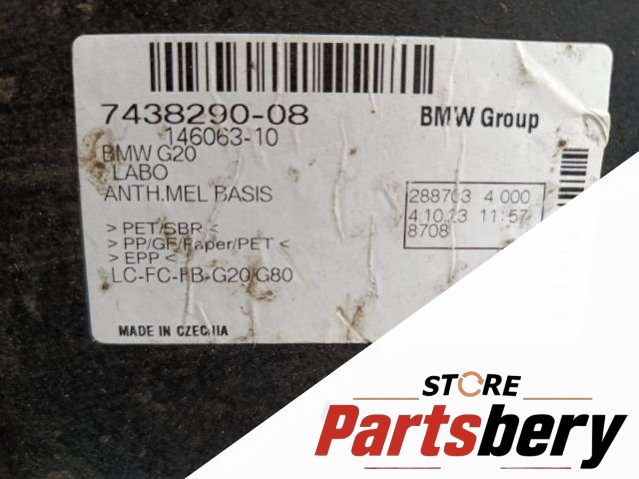 7438290-08
BMW Group
146063-10
BMW G20
LABO
ANTH.MEL BASIS
288703 4 000
4.10.23 11:57
8708
> PET/SBR <
> PP/GF/Paper/PET <
> EPP <
LC-FC-FB-G20/G80
MADE IN CZECHIA
STORE
Partsbery